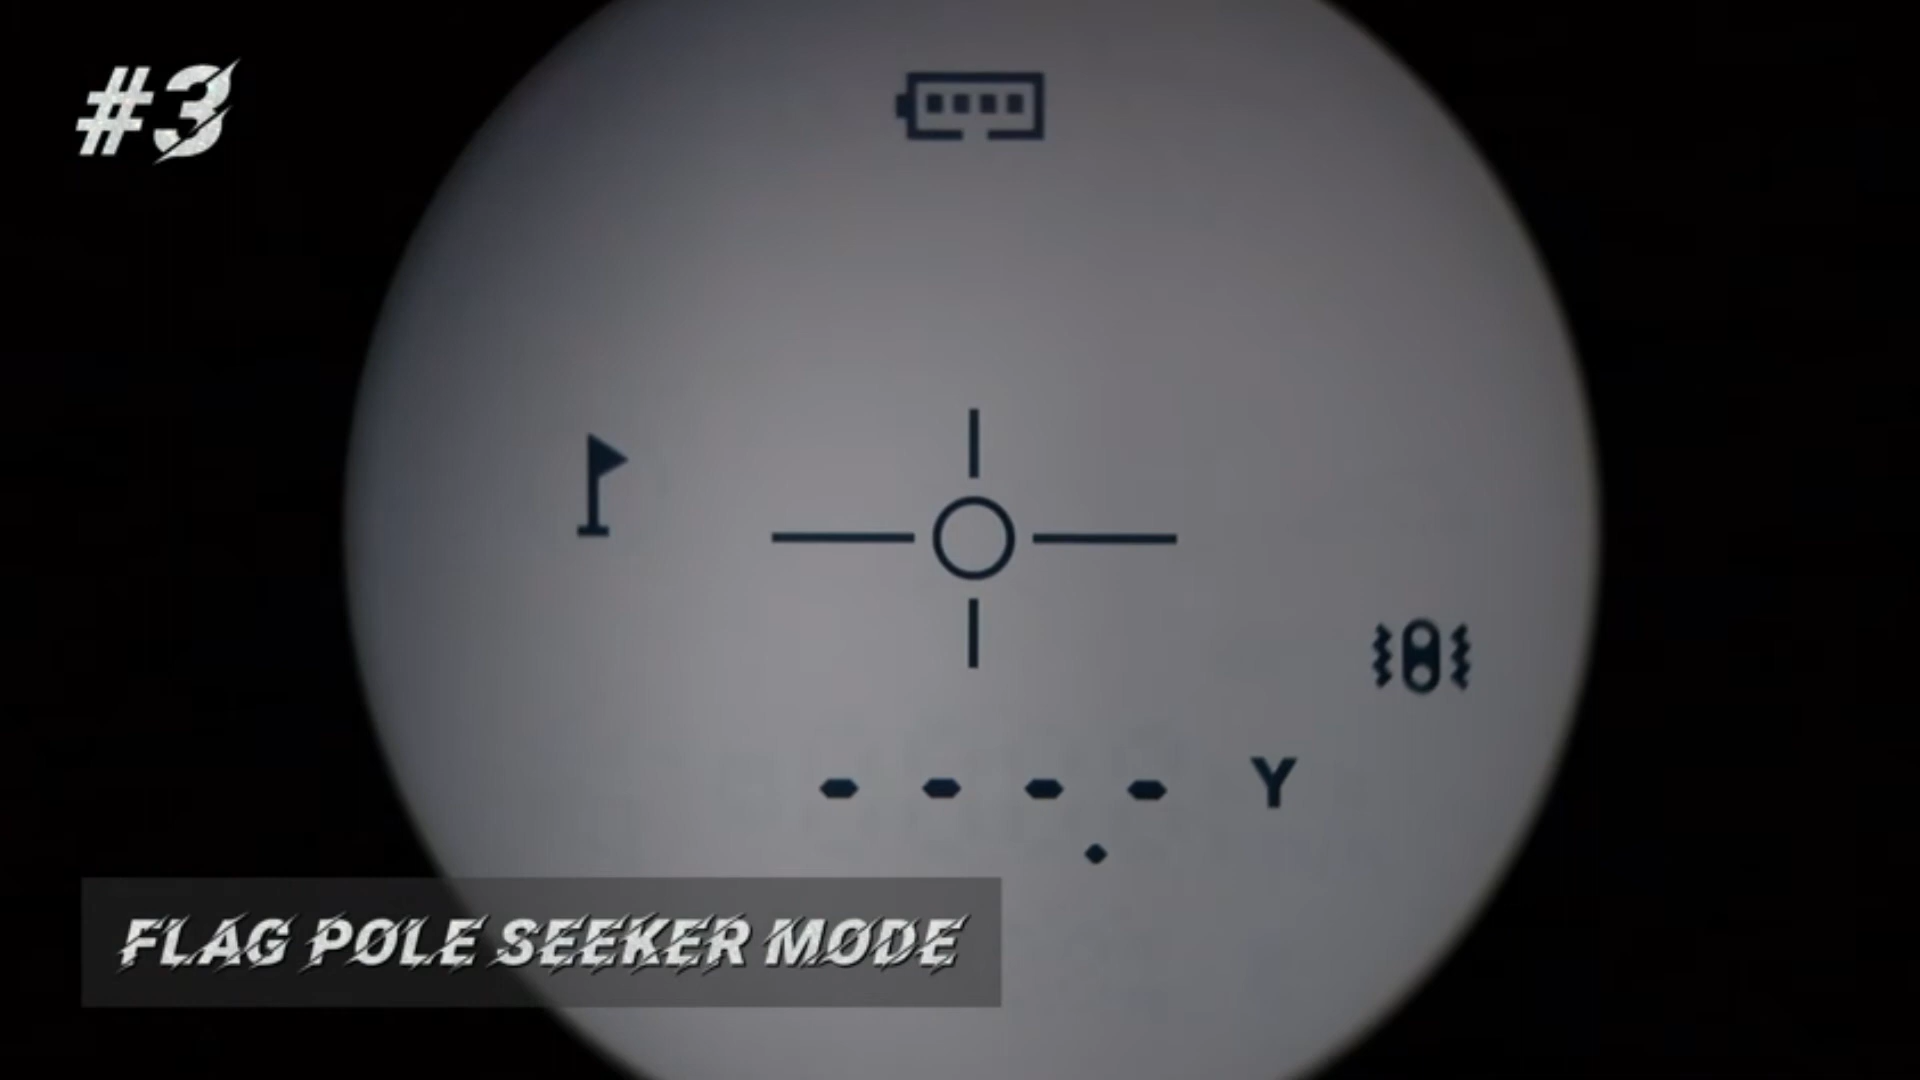 #3
- - - - Y
.
FLAG POLE SEEKER MODE